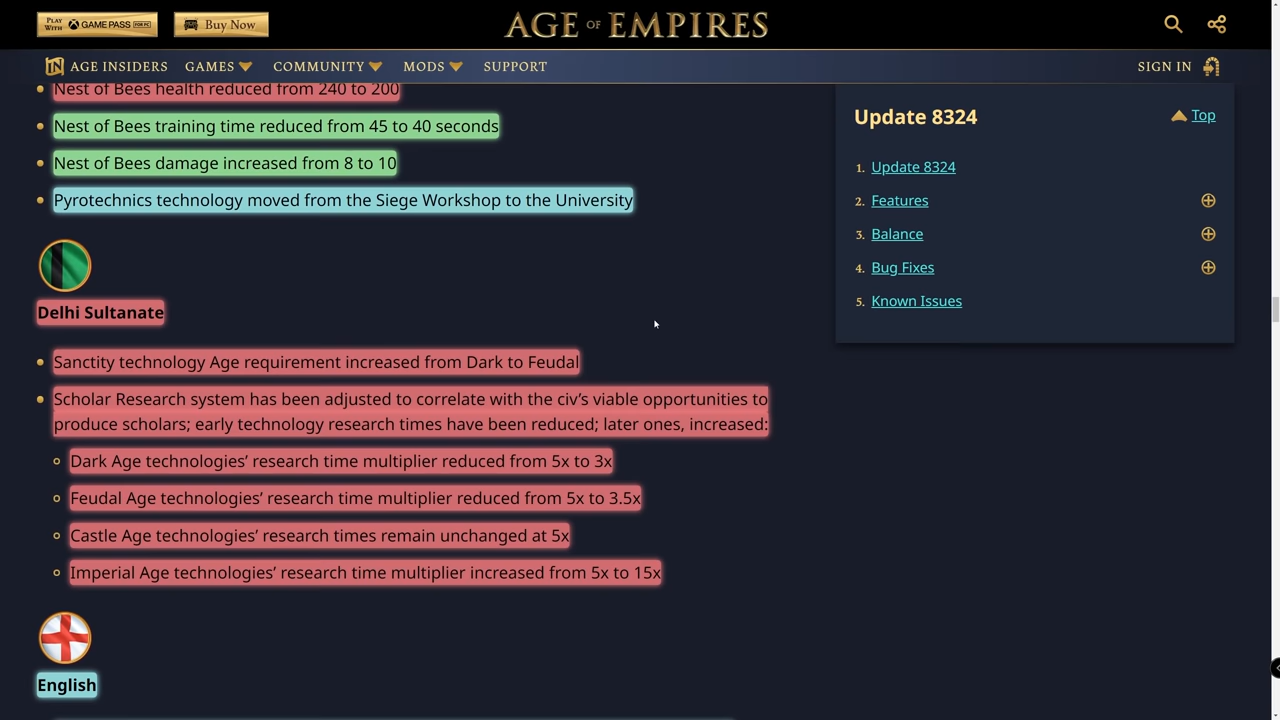 PLAY WITH XBOX GAME PASS FOR PC
Buy Now
AGE OF EMPIRES
AGE INSIDERS
GAMES
COMMUNITY
MODS
SUPPORT
SIGN IN
Nest of Bees health reduced from 240 to 200
Nest of Bees training time reduced from 45 to 40 seconds
Nest of Bees damage increased from 8 to 10
Pyrotechnics technology moved from the Siege Workshop to the University
Delhi Sultanate
Sanctity technology Age requirement increased from Dark to Feudal
Scholar Research system has been adjusted to correlate with the civ’s viable opportunities to
produce scholars; early technology research times have been reduced; later ones, increased:
Dark Age technologies’ research time multiplier reduced from 5x to 3x
Feudal Age technologies’ research time multiplier reduced from 5x to 3.5x
Castle Age technologies’ research times remain unchanged at 5x
Imperial Age technologies’ research time multiplier increased from 5x to 15x
English
Update 8324
Top
1. Update 8324
2. Features
3. Balance
4. Bug Fixes
5. Known Issues